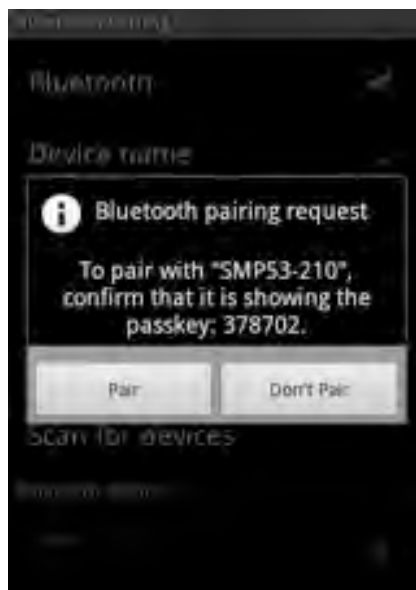 Bluetooth
Device name
Bluetooth pairing request
To pair with "SMP53-210",
confirm that it is showing the
passkey: 378702.
Pair
Don't Pair
Scan for devices